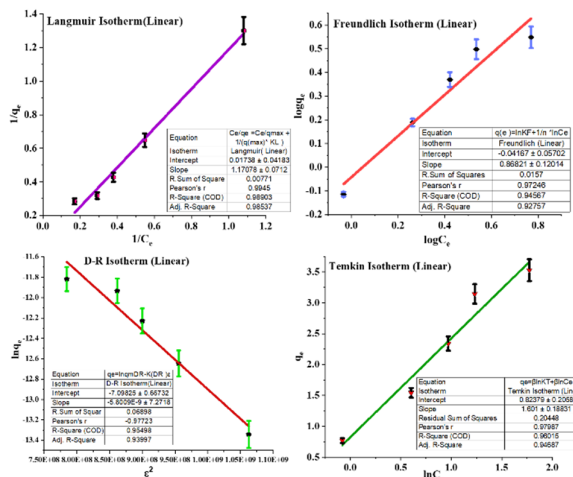 Langmuir Isotherm(Linear)
1/qe
1.4
1.2
1.0
0.8
0.6
0.4
0.2
0.0 0.2 0.4 0.6 0.8 1.0 1.2
1/Ce
Equation Ce/qe =Ce/qmax + 1/(q(max)* KL )
Isotherm Langmuir( Linear)
Intercept 0.01738 ± 0.04183
Slope 1.17078 ± 0.0712
R.Sum of Squares 0.00771
Pearson's r 0.9945
R-Square (COD) 0.98903
Adj. R-Square 0.98537
Freundlich Isotherm (Linear)
logqe
0.6
0.5
0.4
0.3
0.2
0.1
0.0
-0.1
-0.2
0.0 0.2 0.4 0.6 0.8 1.0
logCe
Equation q(e )=lnKF+1/n *lnCe
Isotherm Freundlich (Linear)
Intercept -0.04167 ± 0.05702
Slope 0.86821 ± 0.12014
R.Sum of Squares 0.0157
Pearson's r 0.97246
R-Square (COD) 0.94567
Adj. R-Square 0.92757
D-R Isotherm (Linear)
lnqe
-11.6
-11.8
-12.0
-12.2
-12.4
-12.6
-12.8
-13.0
-13.2
-13.4
7.50E+08 8.00E+08 8.50E+08 9.00E+08 9.50E+08 1.00E+09 1.05E+09 1.10E+09
ε2
Equation
Isotherm D-R Isotherm(Linear)
Intercept -7.09825 ± 0.66732
Slope
R.Sum of Squar 0.06898
Pearson's r -0.97723
R-Square (COD) 0.95498
Adj. R-Square 0.93997
Temkin Isotherm (Linear)
qe
4.0
3.5
3.0
2.5
2.0
1.5
1.0
0.5
0.0 0.5 1.0 1.5 2.0
lnC
Equation qe=βlnKT+βlnCe
Isotherm Temkin Isotherm (Lin
Intercept 0.82379 ± 0.2058
Slope 1.601 ± 0.18831
Residual Sum of Squares 0.20448
Pearson's r 0.97987
R-Square (COD) 0.96015
Adj. R-Square 0.94687